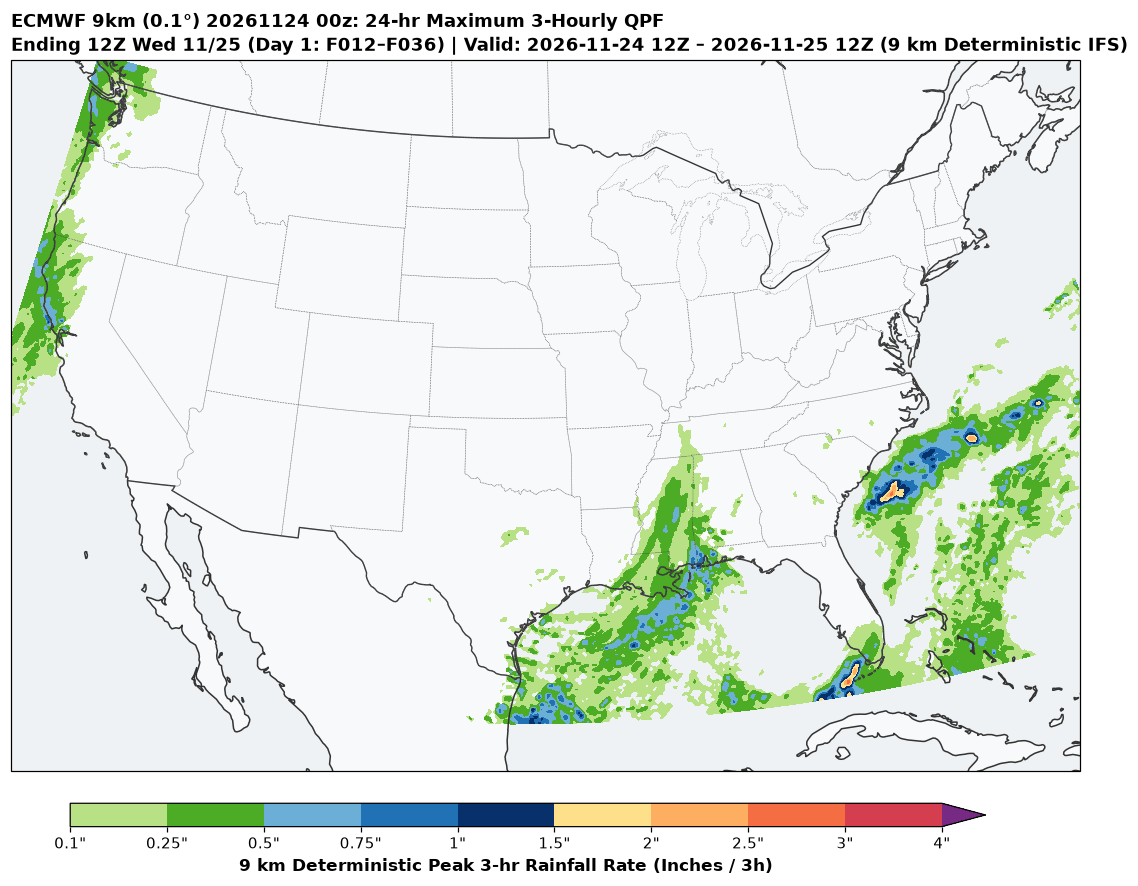 ECMWF 9km (0.1°) 20261124 00z: 24-hr Maximum 3-Hourly QPF
Ending 12Z Wed 11/25 (Day 1: F012–F036) | Valid: 2026-11-24 12Z – 2026-11-25 12Z (9 km Deterministic IFS)
0.1" 0.25" 0.5" 0.75" 1" 1.5" 2" 2.5" 3" 4"
9 km Deterministic Peak 3-hr Rainfall Rate (Inches / 3h)